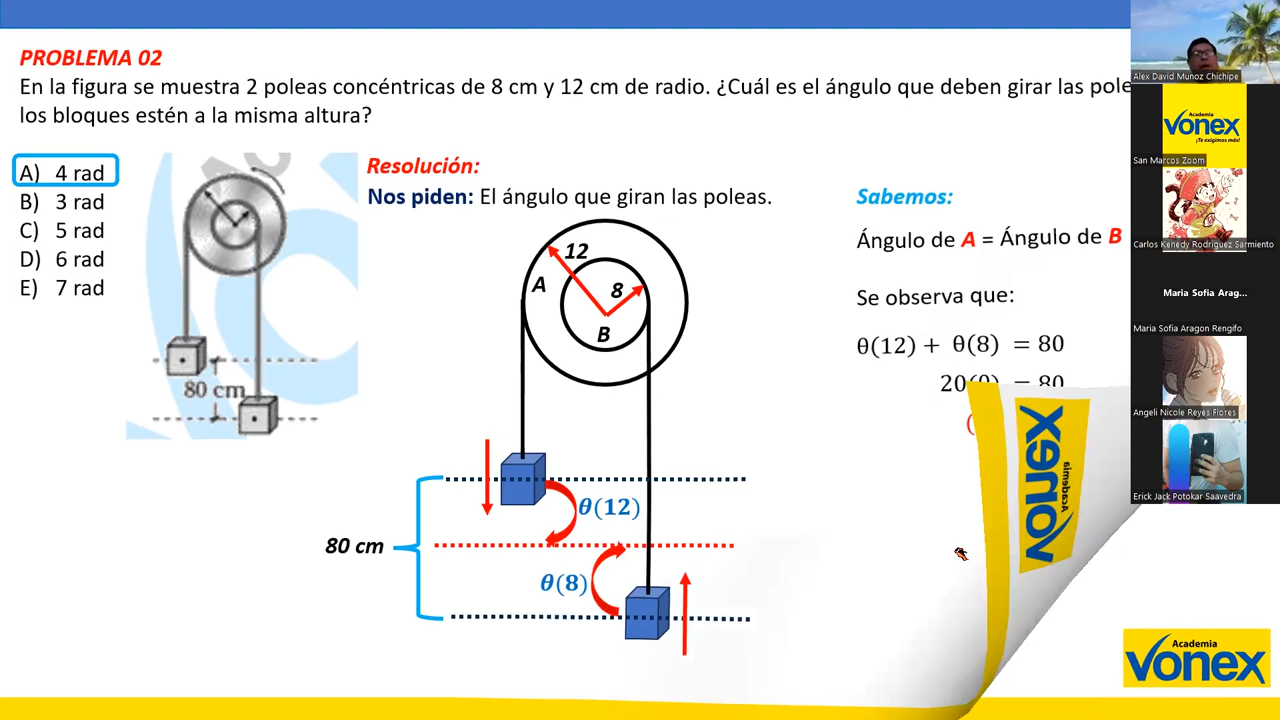 PROBLEMA 02
En la figura se muestra 2 poleas concéntricas de 8 cm y 12 cm de radio. ¿Cuál es el ángulo que deben girar las pole
los bloques estén a la misma altura?
A) 4 rad
B) 3 rad
C) 5 rad
D) 6 rad
E) 7 rad
80 cm
Resolución:
Nos piden: El ángulo que giran las poleas.
12
A
8
B
θ(12)
80 cm
θ(8)
Sabemos:
Ángulo de A = Ángulo de B
Se observa que:
θ(12) + θ(8) = 80
20(θ) = 80
Vonex
Academia
Academia
Vonex
Alex David Munoz Chichipe
Academia
Vonex
¡Te exigimos más!
San Marcos Zoom
Carlos Kenedy Rodriguez Sarmiento
Maria Sofia Arag...
Maria Sofia Aragon Rengifo
Angeli Nicole Reyes Flores
Erick Jack Potokar Saavedra